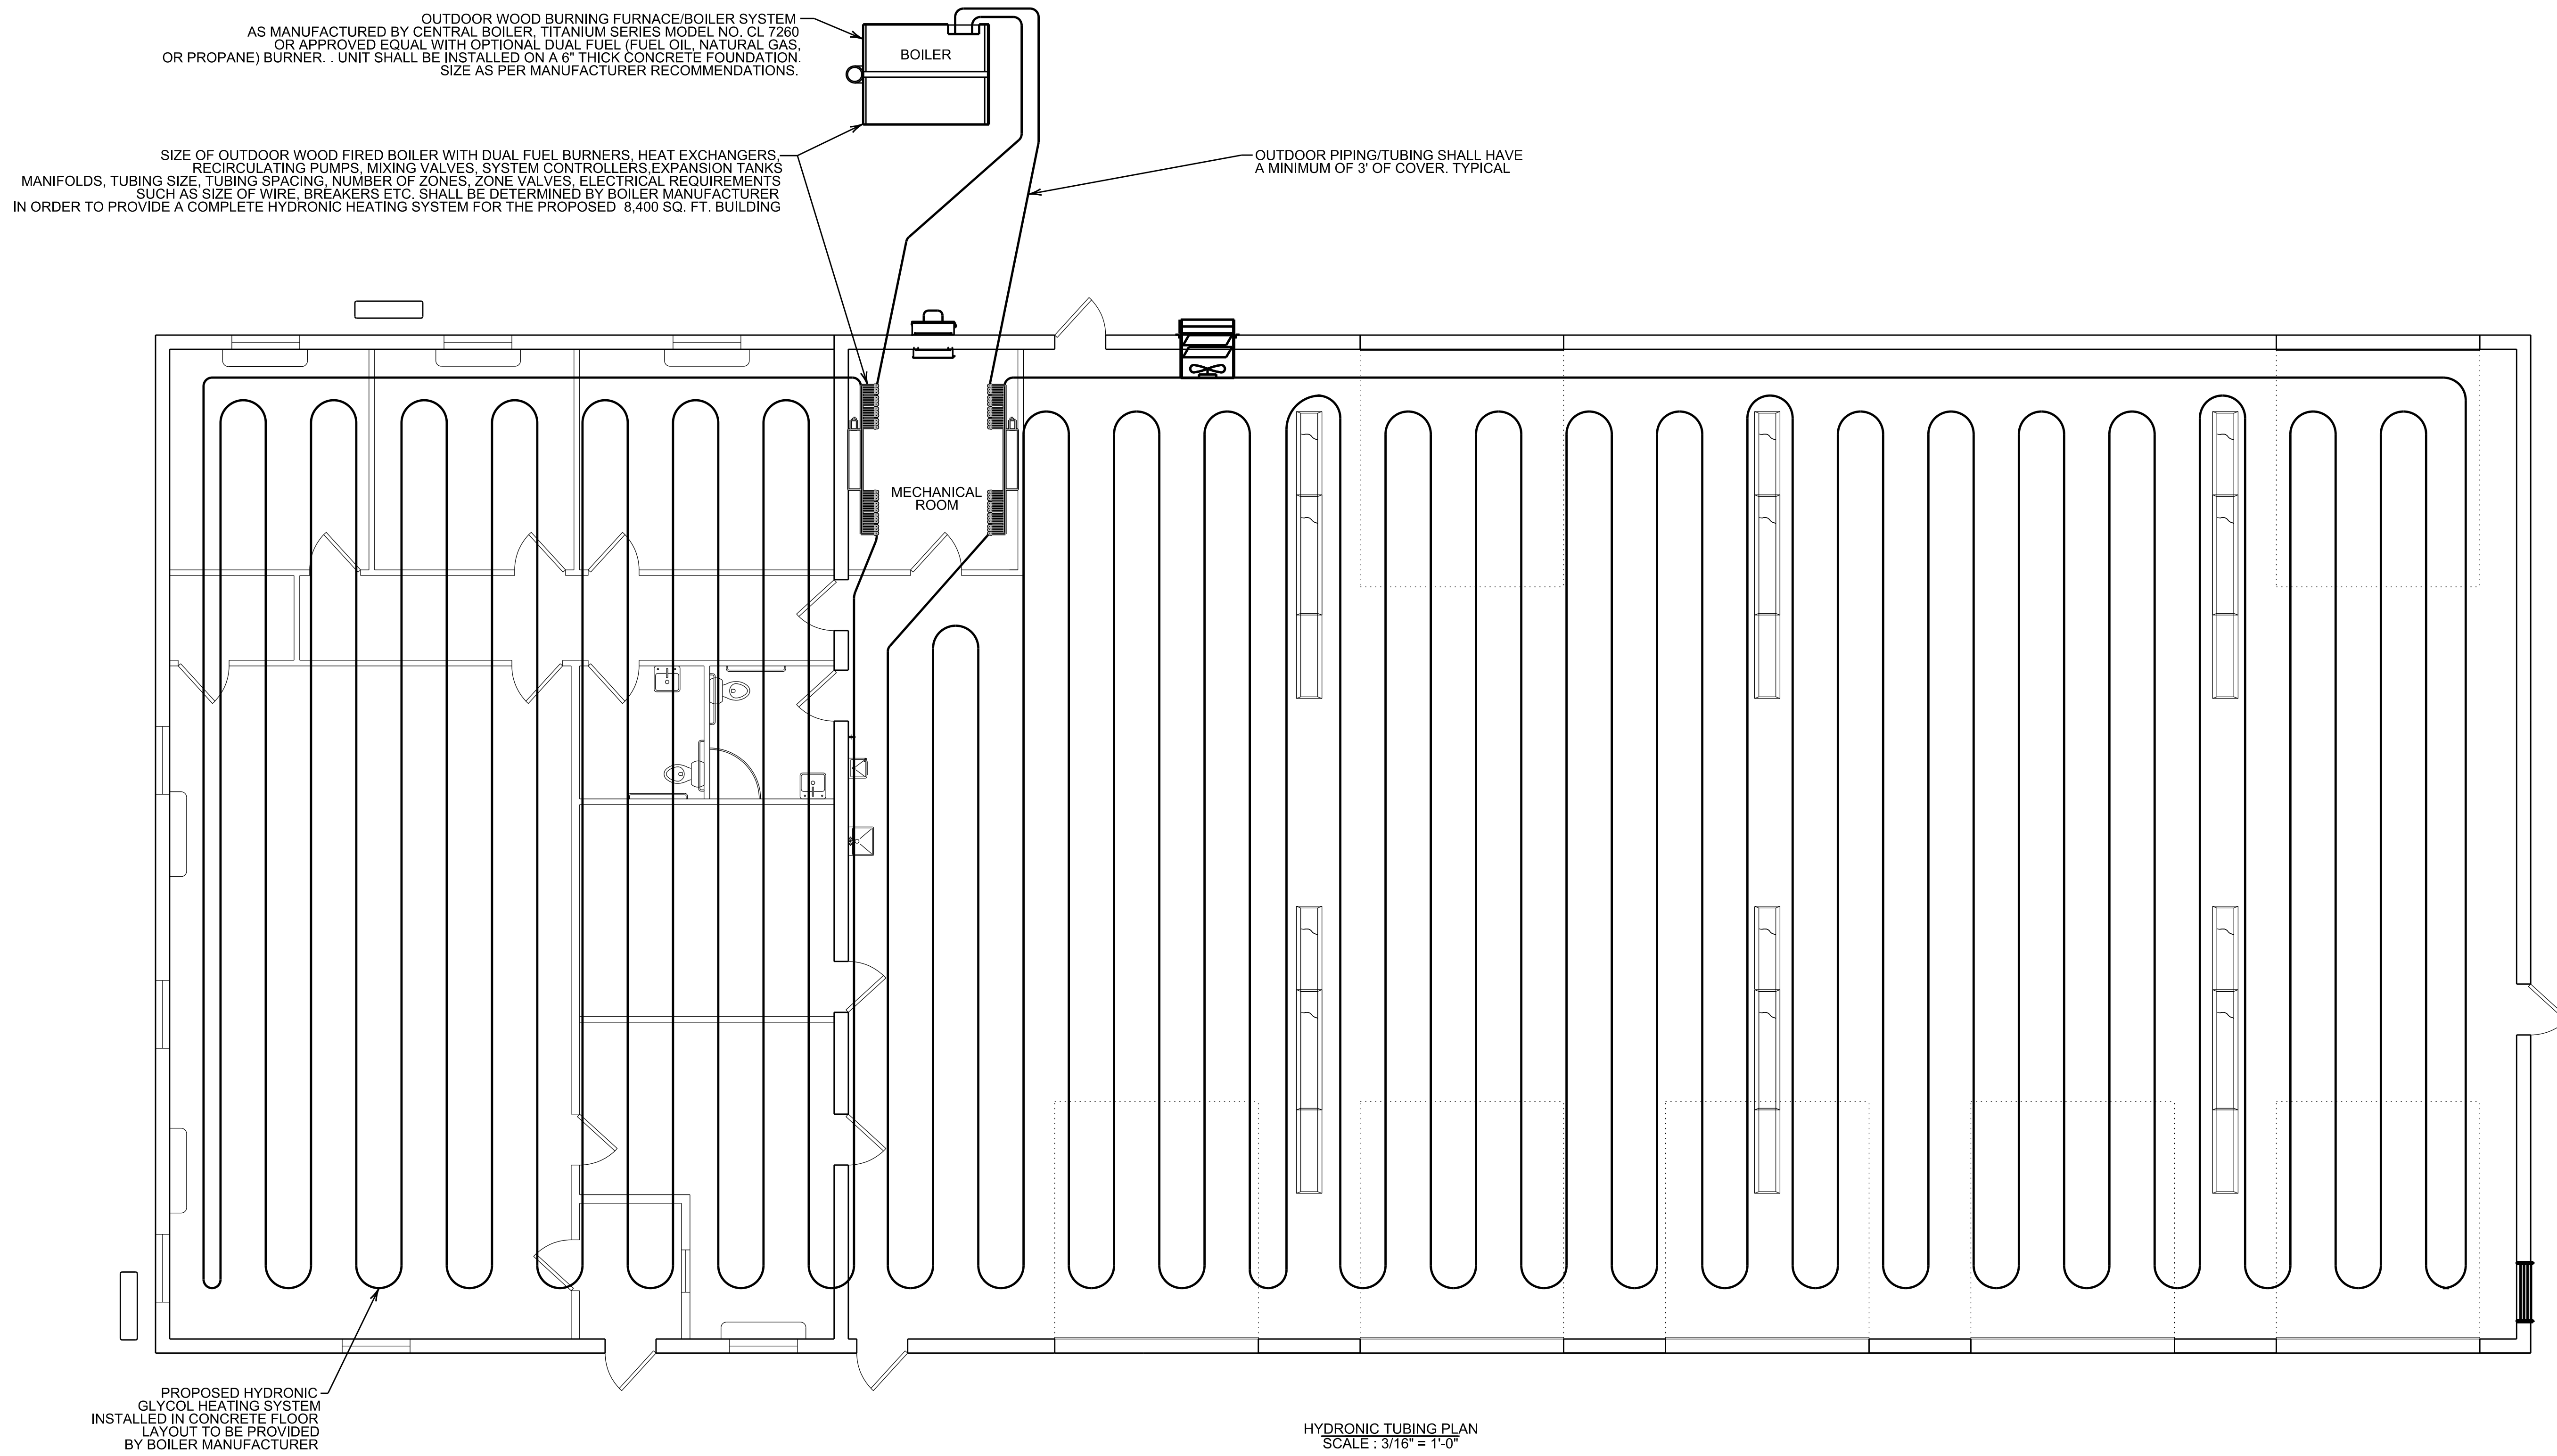 OUTDOOR WOOD BURNING FURNACE/BOILER SYSTEM
AS MANUFACTURED BY CENTRAL BOILER, TITANIUM SERIES MODEL NO. CL 7260
OR APPROVED EQUAL WITH OPTIONAL DUAL FUEL (FUEL OIL, NATURAL GAS,
OR PROPANE) BURNER. . UNIT SHALL BE INSTALLED ON A 6" THICK CONCRETE FOUNDATION.
SIZE AS PER MANUFACTURER RECOMMENDATIONS.
BOILER
SIZE OF OUTDOOR WOOD FIRED BOILER WITH DUAL FUEL BURNERS, HEAT EXCHANGERS,
RECIRCULATING PUMPS, MIXING VALVES, SYSTEM CONTROLLERS,EXPANSION TANKS
MANIFOLDS, TUBING SIZE, TUBING SPACING, NUMBER OF ZONES, ZONE VALVES, ELECTRICAL REQUIREMENTS
SUCH AS SIZE OF WIRE, BREAKERS ETC. SHALL BE DETERMINED BY BOILER MANUFACTURER
IN ORDER TO PROVIDE A COMPLETE HYDRONIC HEATING SYSTEM FOR THE PROPOSED 8,400 SQ. FT. BUILDING
OUTDOOR PIPING/TUBING SHALL HAVE
A MINIMUM OF 3' OF COVER. TYPICAL
MECHANICAL
ROOM
PROPOSED HYDRONIC
GLYCOL HEATING SYSTEM
INSTALLED IN CONCRETE FLOOR
LAYOUT TO BE PROVIDED
BY BOILER MANUFACTURER
HYDRONIC TUBING PLAN
SCALE : 3/16" = 1'-0"